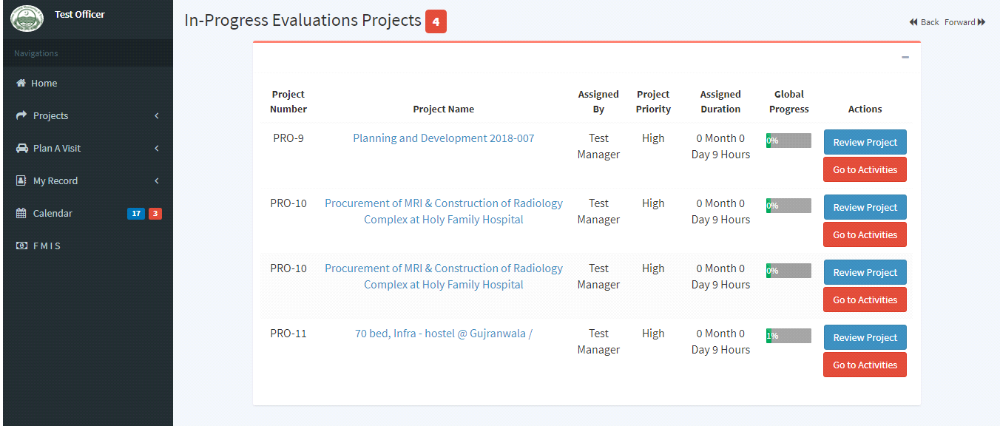 Test Officer
Navigations
Home
Projects
Plan A Visit
My Record
Calendar 17 3
F M I S
In-Progress Evaluations Projects 4
Back Forward
Project Number Project Name Assigned By Project Priority Assigned Duration Global Progress Actions
PRO-9 Planning and Development 2018-007 Test Manager High 0 Month 0 Day 9 Hours 0% Review Project
Go to Activities
PRO-10 Procurement of MRI & Construction of Radiology Complex at Holy Family Hospital Test Manager High 0 Month 0 Day 9 Hours 0% Review Project
Go to Activities
PRO-10 Procurement of MRI & Construction of Radiology Complex at Holy Family Hospital Test Manager High 0 Month 0 Day 9 Hours 0% Review Project
Go to Activities
PRO-11 70 bed, Infra - hostel @ Gujranwala / Test Manager High 0 Month 0 Day 9 Hours 1% Review Project
Go to Activities